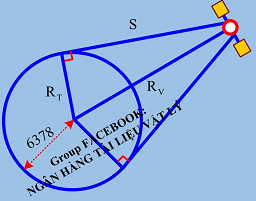 S
R_T
R_V
6378
Group FACEBOOK:
NGÂN HÀNG TÀI LIỆU VẬT LÝ